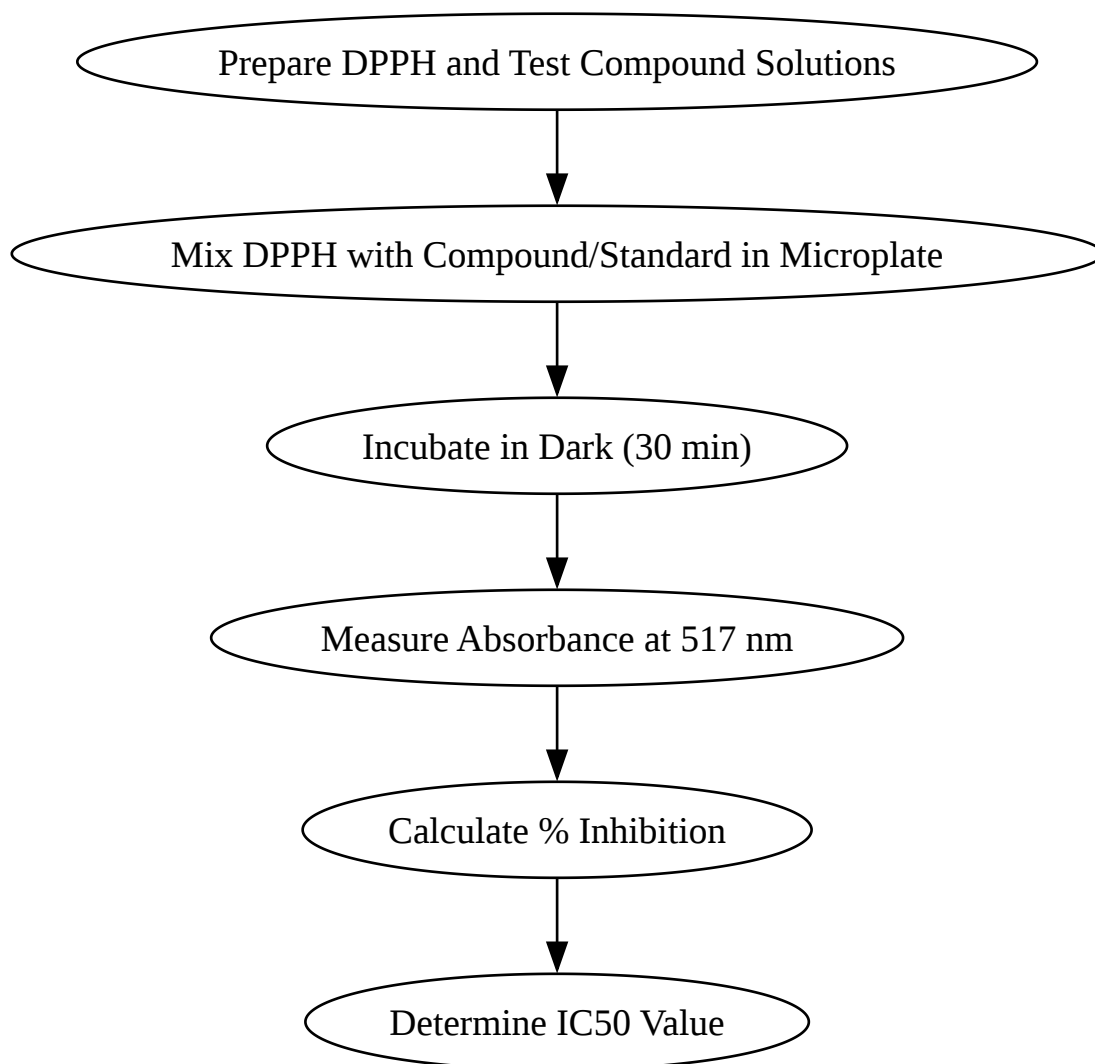 Prepare DPPH and Test Compound Solutions
Mix DPPH with Compound/Standard in Microplate
Incubate in Dark (30 min)
Measure Absorbance at 517 nm
Calculate % Inhibition
Determine IC50 Value